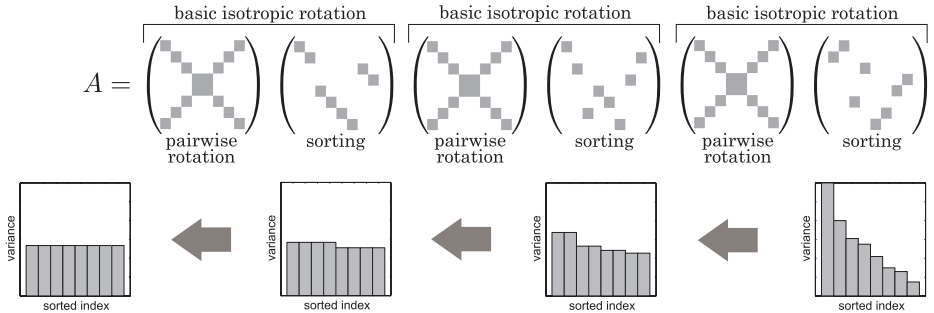 basic isotropic rotation basic isotropic rotation basic isotropic rotation
A =
pairwise rotation sorting pairwise rotation sorting pairwise rotation sorting
variance variance variance variance
sorted index sorted index sorted index sorted index